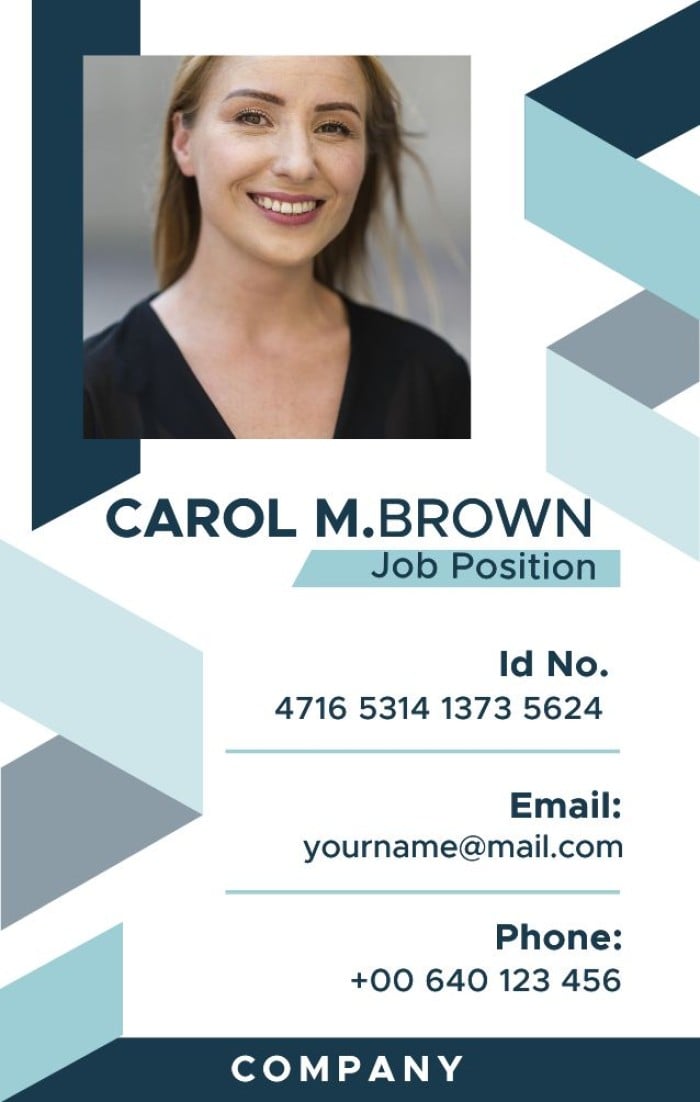 CAROL M.BROWN
Job Position
Id No.
4716 5314 1373 5624
Email:
yourname@mail.com
Phone:
+00 640 123 456
COMPANY